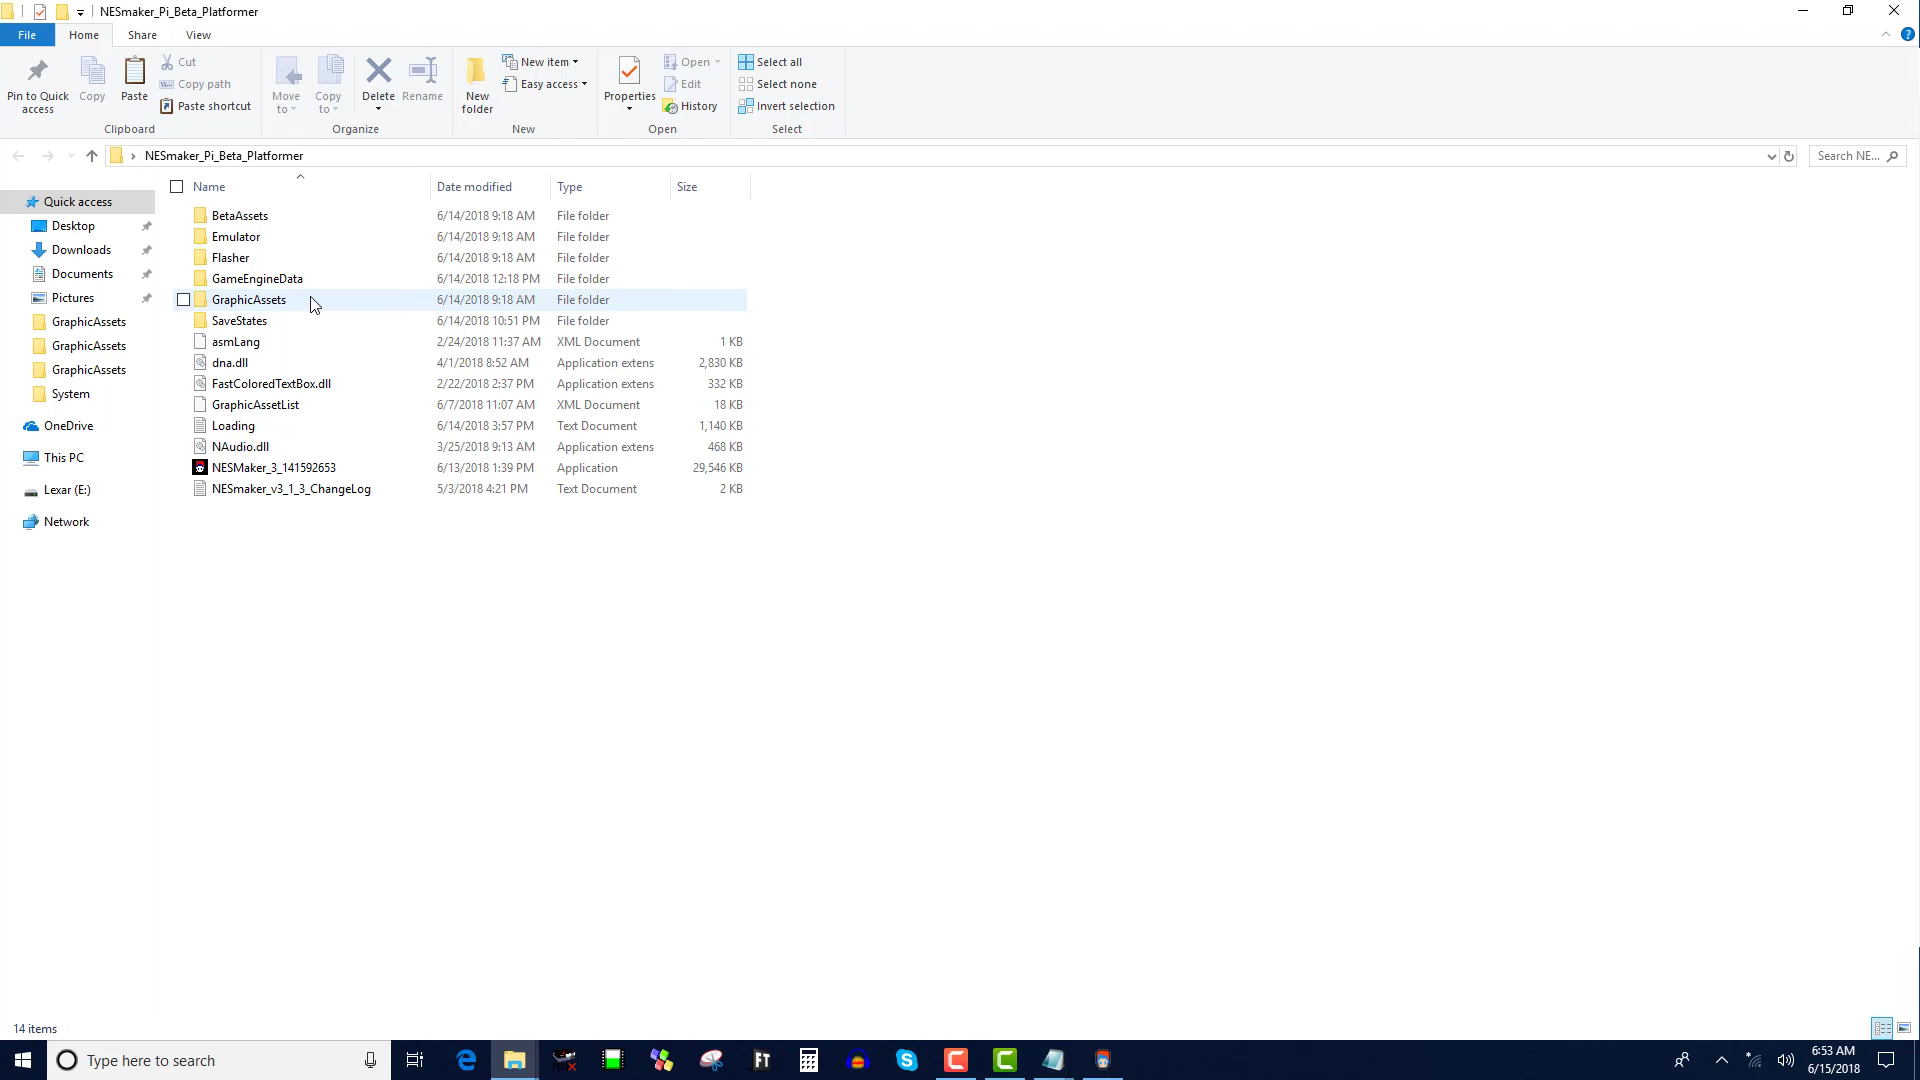 NESmaker_Pi_Beta_Platformer
File Home Share View
Pin to Quick access
Copy
Paste
Cut
Copy path
Paste shortcut
Clipboard
Move to
Copy to
Delete
Rename
Organize
New folder
New item
Easy access
New
Properties
Open
Edit
History
Open
Select all
Select none
Invert selection
Select
NESmaker_Pi_Beta_Platformer
Search NE...
Name Date modified Type Size
Quick access
Desktop
Downloads
Documents
Pictures
GraphicAssets
GraphicAssets
GraphicAssets
System
OneDrive
This PC
Lexar (E:)
Network
BetaAssets 6/14/2018 9:18 AM File folder
Emulator 6/14/2018 9:18 AM File folder
Flasher 6/14/2018 9:18 AM File folder
GameEngineData 6/14/2018 12:18 PM File folder
GraphicAssets 6/14/2018 9:18 AM File folder
SaveStates 6/14/2018 10:51 PM File folder
asmLang 2/24/2018 11:37 AM XML Document 1 KB
dna.dll 4/1/2018 8:52 AM Application extens 2,830 KB
FastColoredTextBox.dll 2/22/2018 2:37 PM Application extens 332 KB
GraphicAssetList 6/7/2018 11:07 AM XML Document 18 KB
Loading 6/14/2018 3:57 PM Text Document 1,140 KB
NAudio.dll 3/25/2018 9:13 AM Application extens 468 KB
NESMaker_3_141592653 6/13/2018 1:39 PM Application 29,546 KB
NESmaker_v3_1_3_ChangeLog 5/3/2018 4:21 PM Text Document 2 KB
14 items
Type here to search
FT
6:53 AM
6/15/2018